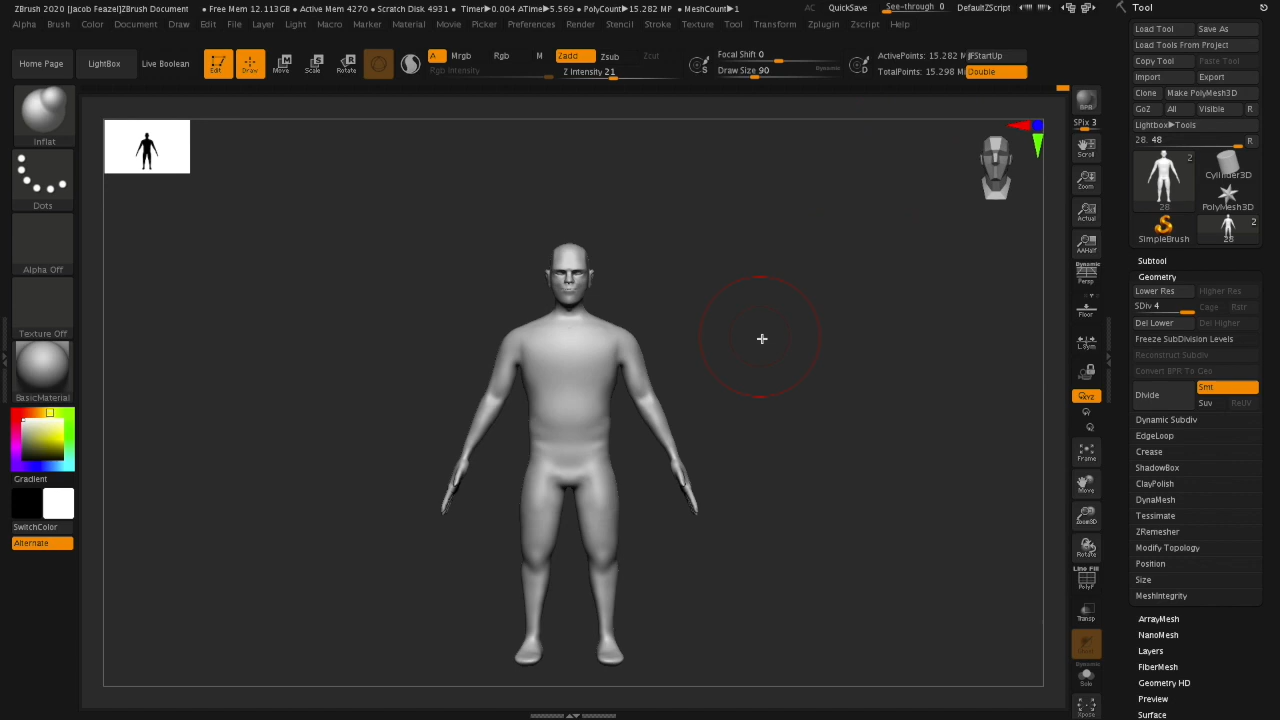 ZBrush 2020 [Jacob Feazel]ZBrush Document
• Free Mem 12.113GB • Active Mem 4270 • Scratch Disk 4931 • Timer▶0.004 ATime▶5.569 • PolyCount▶15.282 MP • MeshCount▶1
AC
QuickSave
See-through 0
DefaultZScript
Alpha Brush Color Document Draw Edit File Layer Light Macro Marker Material Movie Picker Preferences Render Stencil Stroke Texture Tool Transform Zplugin Zscript Help
Home Page
LightBox
Live Boolean
Edit
Draw
Move
Scale
Rotate
A
Mrgb
Rgb
M
Rgb Intensity
Zadd
Zsub
Zcut
Z Intensity 21
S
Focal Shift 0
Draw Size 90
Dynamic
D
ActivePoints: 15.282 M
TotalPoints: 15.298 M
JFStartUp
Double
Inflat
Dots
Alpha Off
Texture Off
BasicMaterial
Gradient
SwitchColor
Alternate
BPR
SPix 3
Scroll
Zoom
Actual
AAHalf
Dynamic
Persp
Floor
L.Sym
XYZ
Frame
Move
Zoom3D
Rotate
Line Fill
PolyF
Transp
Dynamic
Solo
Xpose
Tool
Load Tool
Save As
Load Tools From Project
Copy Tool
Paste Tool
Import
Export
Clone
Make PolyMesh3D
GoZ
All
Visible
R
Lightbox▶Tools
28. 48
R
2
28
Cylinder3D
PolyMesh3D
SimpleBrush
2
28
Subtool
Geometry
Lower Res
Higher Res
SDiv 4
Cage
Rstr
Del Lower
Del Higher
Freeze SubDivision Levels
Reconstruct Subdiv
Convert BPR To Geo
Divide
Smt
Suv
ReUV
Dynamic Subdiv
EdgeLoop
Crease
ShadowBox
ClayPolish
DynaMesh
Tessimate
ZRemesher
Modify Topology
Position
Size
MeshIntegrity
ArrayMesh
NanoMesh
Layers
FiberMesh
Geometry HD
Preview
Surface